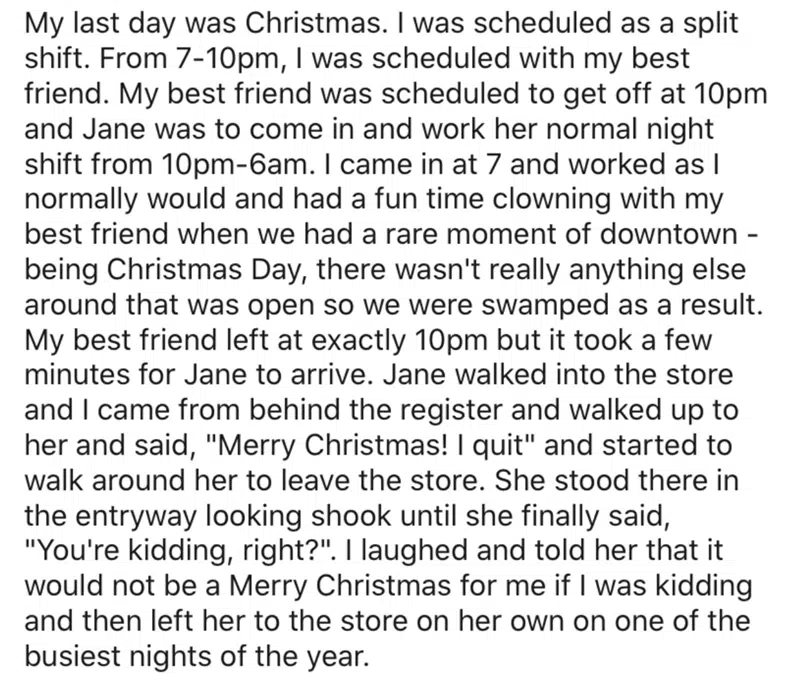 My last day was Christmas. I was scheduled as a split
shift. From 7-10pm, I was scheduled with my best
friend. My best friend was scheduled to get off at 10pm
and Jane was to come in and work her normal night
shift from 10pm-6am. I came in at 7 and worked as I
normally would and had a fun time clowning with my
best friend when we had a rare moment of downtown -
being Christmas Day, there wasn't really anything else
around that was open so we were swamped as a result.
My best friend left at exactly 10pm but it took a few
minutes for Jane to arrive. Jane walked into the store
and I came from behind the register and walked up to
her and said, "Merry Christmas! I quit" and started to
walk around her to leave the store. She stood there in
the entryway looking shook until she finally said,
"You're kidding, right?". I laughed and told her that it
would not be a Merry Christmas for me if I was kidding
and then left her to the store on her own on one of the
busiest nights of the year.